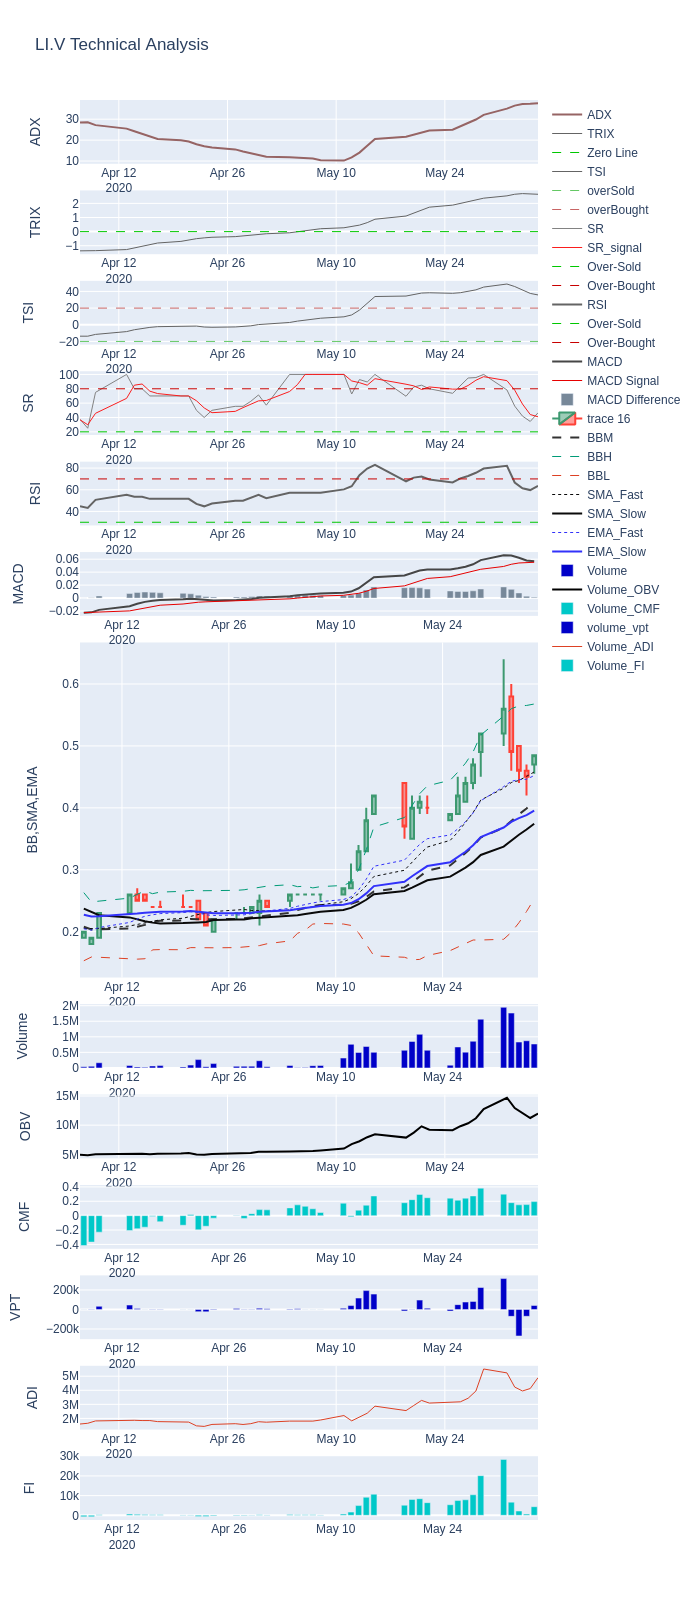 LI.V Technical Analysis
ADX
30
20
10
Apr 12
2020
Apr 26
May 10
May 24
TRIX
2
1
0
−1
Apr 12
2020
Apr 26
May 10
May 24
TSI
40
20
0
−20
Apr 12
2020
Apr 26
May 10
May 24
SR
100
80
60
40
20
Apr 12
2020
Apr 26
May 10
May 24
RSI
80
60
40
Apr 12
2020
Apr 26
May 10
May 24
MACD
0.06
0.04
0.02
0
−0.02
Apr 12
2020
Apr 26
May 10
May 24
BB,SMA,EMA
0.6
0.5
0.4
0.3
0.2
Apr 12
2020
Apr 26
May 10
May 24
Volume
2M
1.5M
1M
0.5M
0
Apr 12
2020
Apr 26
May 10
May 24
OBV
15M
10M
5M
Apr 12
2020
Apr 26
May 10
May 24
CMF
0.4
0.2
0
−0.2
−0.4
Apr 12
2020
Apr 26
May 10
May 24
VPT
200k
0
−200k
Apr 12
2020
Apr 26
May 10
May 24
ADI
5M
4M
3M
2M
Apr 12
2020
Apr 26
May 10
May 24
FI
30k
20k
10k
0
Apr 12
2020
Apr 26
May 10
May 24
ADX
TRIX
Zero Line
TSI
overSold
overBought
SR
SR_signal
Over-Sold
Over-Bought
RSI
Over-Sold
Over-Bought
MACD
MACD Signal
MACD Difference
trace 16
BBM
BBH
BBL
SMA_Fast
SMA_Slow
EMA_Fast
EMA_Slow
Volume
Volume_OBV
Volume_CMF
volume_vpt
Volume_ADI
Volume_FI